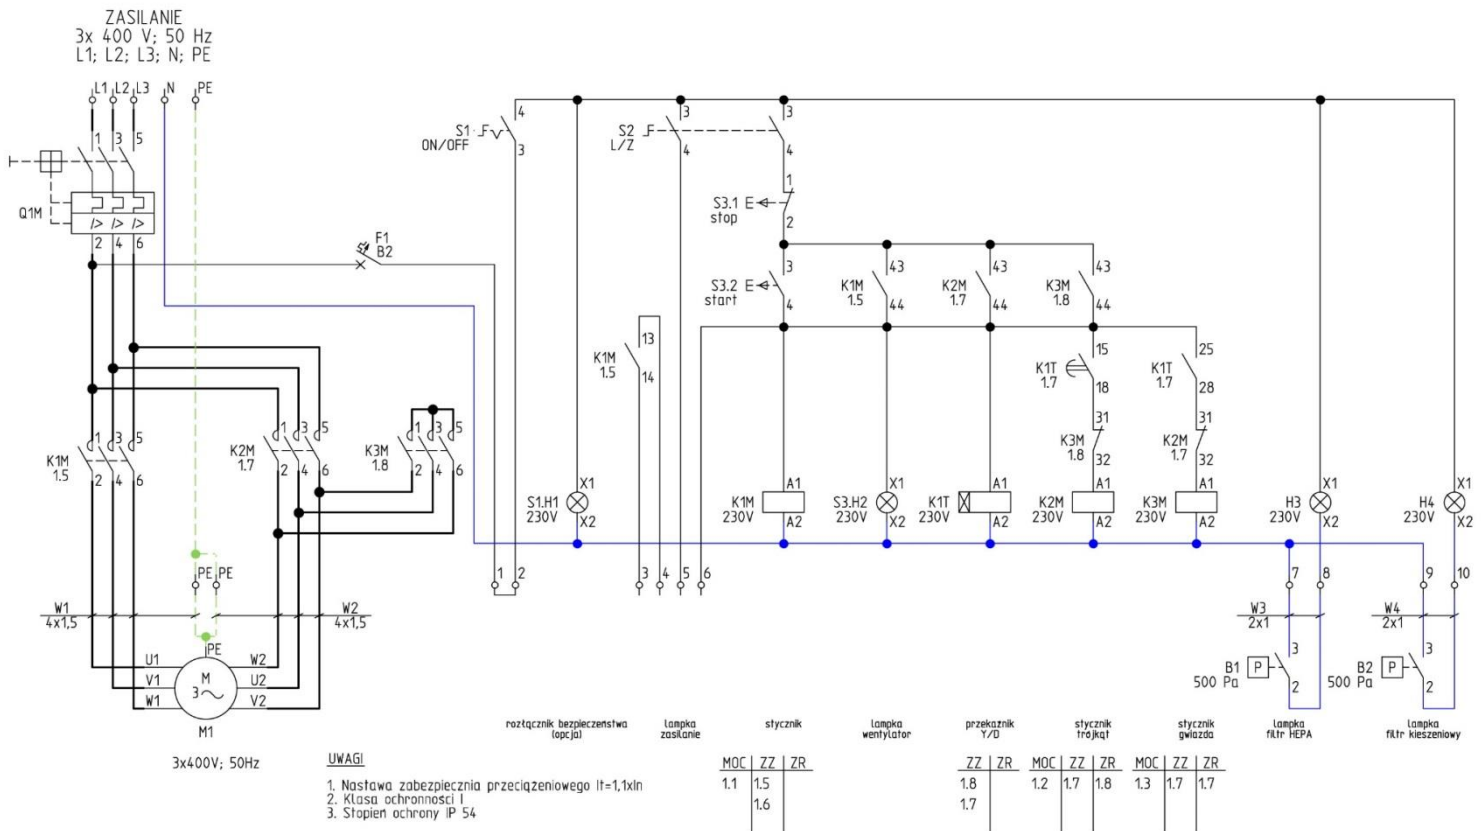 ZASILANIE
3x 400 V; 50 Hz
L1; L2; L3; N; PE
L1 L2 L3 N PE
1 3 5
Q1M
I> I> I>
2 4 6
F1
B2
S1
ON/OFF
4
3
S2
L/Z
3
4
3
4
S3.1 E
stop
1
2
S3.2 E
start
3
4
K1M
1.5
43
44
K2M
1.7
43
44
K3M
1.8
43
44
K1M
1.5
13
14
K1T
1.7
15
18
K1T
1.7
25
28
K3M
1.8
31
32
K2M
1.7
31
32
K1M
1.5
1 3 5
2 4 6
K2M
1.7
1 3 5
2 4 6
K3M
1.8
1 3 5
2 4 6
S1.H1
230V
X1
X2
K1M
230V
A1
A2
S3.H2
230V
X1
X2
K1T
230V
A1
A2
K2M
230V
A1
A2
K3M
230V
A1
A2
H3
230V
X1
X2
H4
230V
X1
X2
1 2 3 4 5 6 7 8 9 10
PE PE
W1
4x1,5
W2
4x1,5
W3
2x1
W4
2x1
PE
U1
V1
W1
M
3
W2
U2
V2
M1
3x400V; 50Hz
B1
500 Pa
P
3
2
B2
500 Pa
P
3
2
rozłącznik bezpieczeństwa
(opcja)
lampka
zasilanie
stycznik
lampka
wentylator
przekaźnik
Y/D
stycznik
trójkąt
stycznik
gwiazda
lampka
filtr HEPA
lampka
filtr kieszeniowy
MOC ZZ ZR
1.1 1.5
1.6
ZZ ZR
1.8
1.7
MOC ZZ ZR
1.2 1.7 1.8
MOC ZZ ZR
1.3 1.7 1.7
UWAGI
1. Nastawa zabezpiecznia przeciążeniowego It=1,1xIn
2. Klasa ochronnosci I
3. Stopień ochrony IP 54